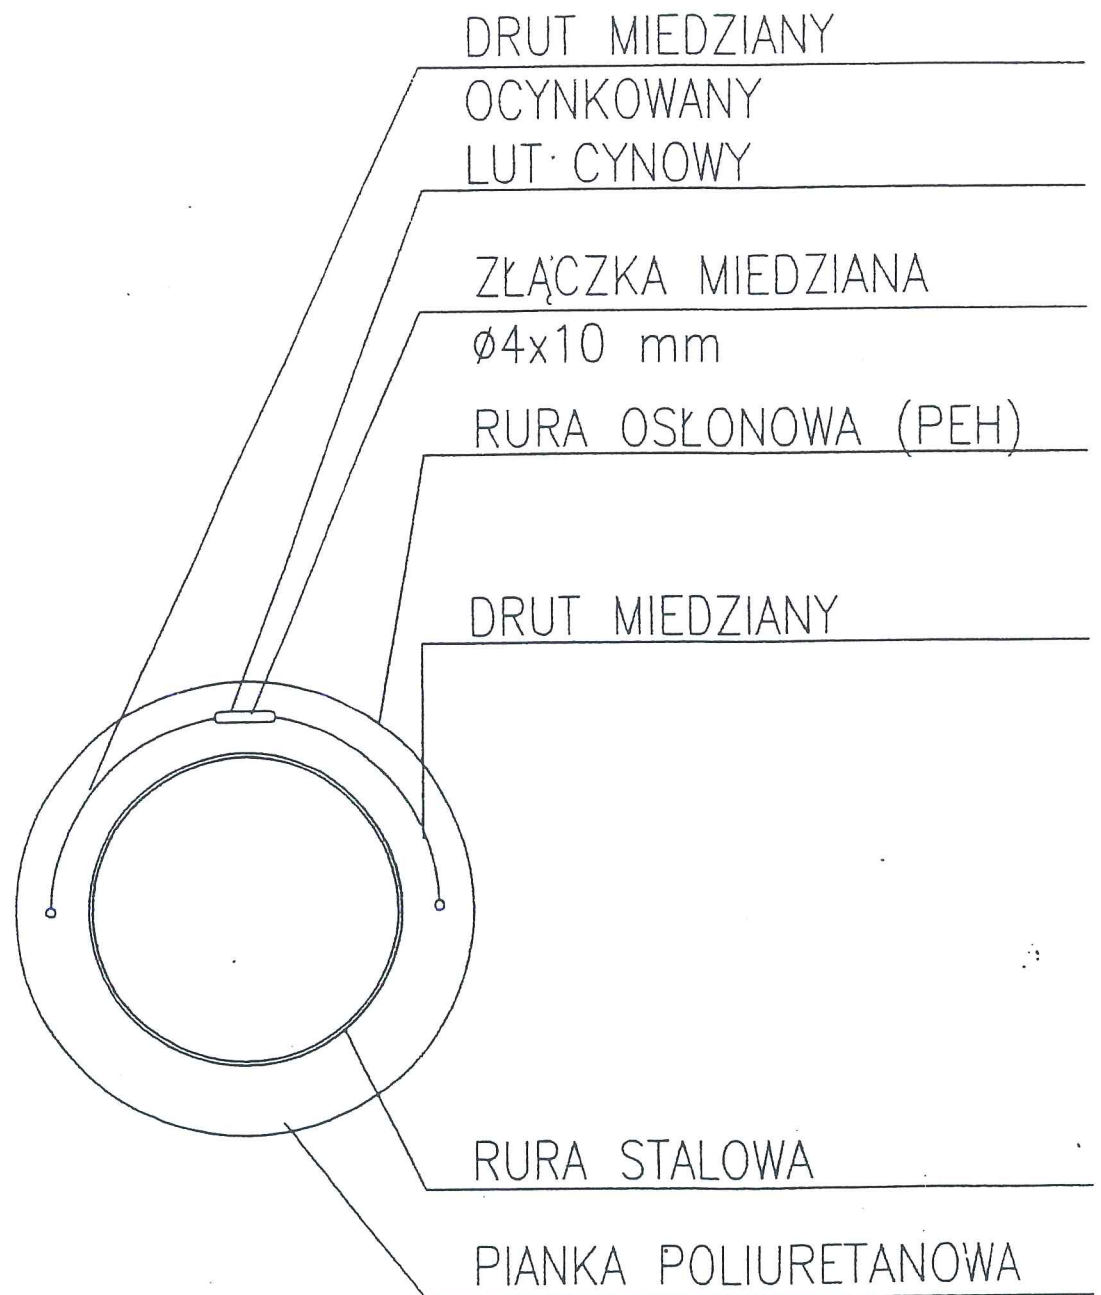 DRUT MIEDZIANY
OCYNKOWANY
LUT CYNOWY
ZŁĄCZKA MIEDZIANA
ø4x10 mm
RURA OSŁONOWA (PEH)
DRUT MIEDZIANY
RURA STALOWA
PIANKA POLIURETANOWA